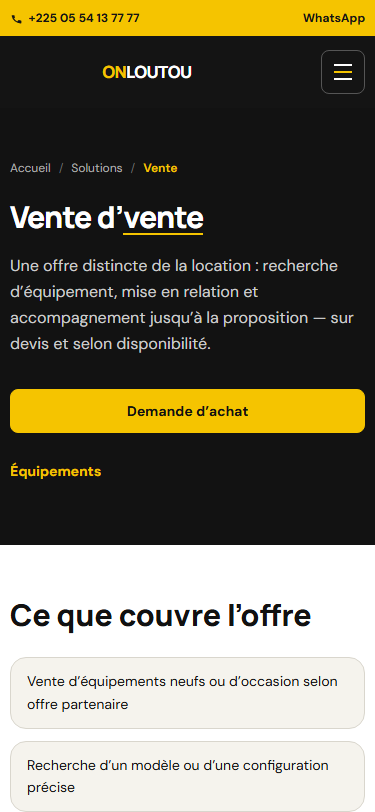 +225 05 54 13 77 77 WhatsApp
ONLOUTOU
Accueil / Solutions / Vente
Vente d’vente
Une offre distincte de la location : recherche
d’équipement, mise en relation et
accompagnement jusqu’à la proposition — sur
devis et selon disponibilité.
Demande d’achat
Équipements
Ce que couvre l’offre
Vente d’équipements neufs ou d’occasion selon
offre partenaire
Recherche d’un modèle ou d’une configuration
précise